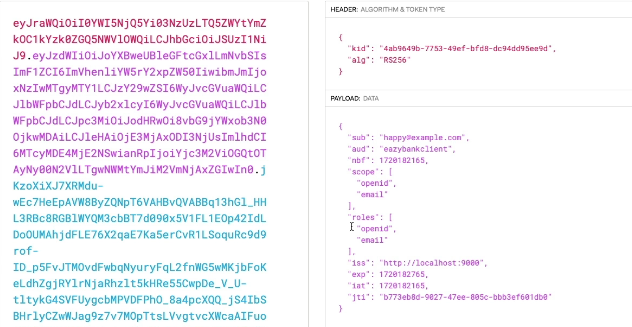 eyJraWQiOiI0YWI5NjQ5Yi03NzUzLTQ5ZWYtYmZ
kOC1kYzk0ZGQ5NWVlOWQiLCJhbGciOiJSUzI1Ni
J9.eyJzdWIiOiJoYXBweUBleGFtcGxlLmNvbSIs
ImF1ZCI6ImVhenliYW5rY2xpZW50IiwibmJmIjo
xNzIwMTgyMTY1LCJzY29wZSI6WyJvcGVuaWQiLC
JlbWFpbCJdLCJyb2xlcyI6WyJvcGVuaWQiLCJlb
WFpbCJdLCJpc3MiOiJodHRwOi8vbG9jYWxob3N0
OjkwMDAiLCJleHAiOjE3MjAxODI3NjUsImlhdCI
6MTcyMDE4MjE2NSwianRpIjoiYjc3M2ViOGQtOT
AyNy00N2VlLTgwNWMtYmJiM2VmNjAxZGIwIn0.j
KzoXiXJ7XRMdu-
wEc7HeEpAVW8ByZQNpT6VAHBvQVABBq13hGl_HH
L3RBc8RGBlWYQM3cbBT7d090x5V1FL1EOp42IdL
DoOUMAhjdFLE76X2qaE7Ka5erCvR1LSoquRc9d9
rof-
ID_p5FvJTMOvdFwbqNyuryFqL2fnWG5wMKjbFoK
eLdhZgjRYlrNjaRhzlt5kHRe55CwpDe_V_U-
tltykG4SVFUygcbMPVDFPhO_8a4pcXQQ_jS4IbS
BHrlyCZwWJag9z7v7MOpTtsLVvgtvcXWcaAIFuo
HEADER: ALGORITHM & TOKEN TYPE
{
"kid": "4ab9649b-7753-49ef-bfd8-dc94dd95ee9d",
"alg": "RS256"
}
PAYLOAD: DATA
{
"sub": "happy@example.com",
"aud": "eazybankclient",
"nbf": 1720182165,
"scope": [
"openid",
"email"
],
"roles": [
"openid",
"email"
],
"iss": "http://localhost:9000",
"exp": 1720182765,
"iat": 1720182165,
"jti": "b773eb8d-9027-47ee-805c-bbb3ef601db0"
}